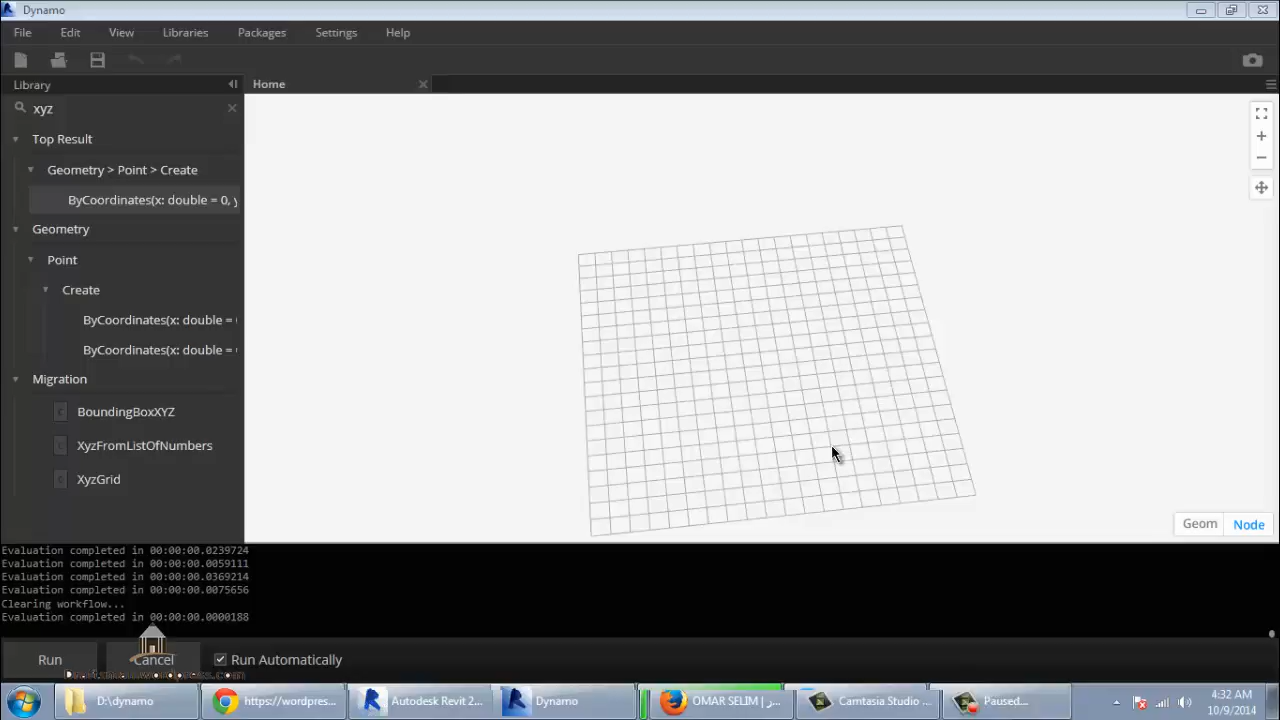 Dynamo
File Edit View Libraries Packages Settings Help
Library
Home
xyz
Top Result
Geometry > Point > Create
ByCoordinates(x: double = 0, y
Geometry
Point
Create
ByCoordinates(x: double =
ByCoordinates(x: double =
Migration
BoundingBoxXYZ
XyzFromListOfNumbers
XyzGrid
Geom Node
Evaluation completed in 00:00:00.0239724
Evaluation completed in 00:00:00.0059111
Evaluation completed in 00:00:00.0369214
Evaluation completed in 00:00:00.0075656
Clearing workflow...
Evaluation completed in 00:00:00.0000188
Run Cancel Run Automatically
D:\dynamo https://wordpres... Autodesk Revit 2... Dynamo OMAR SELIM | Camtasia Studio ... Paused...
4:32 AM
10/9/2014